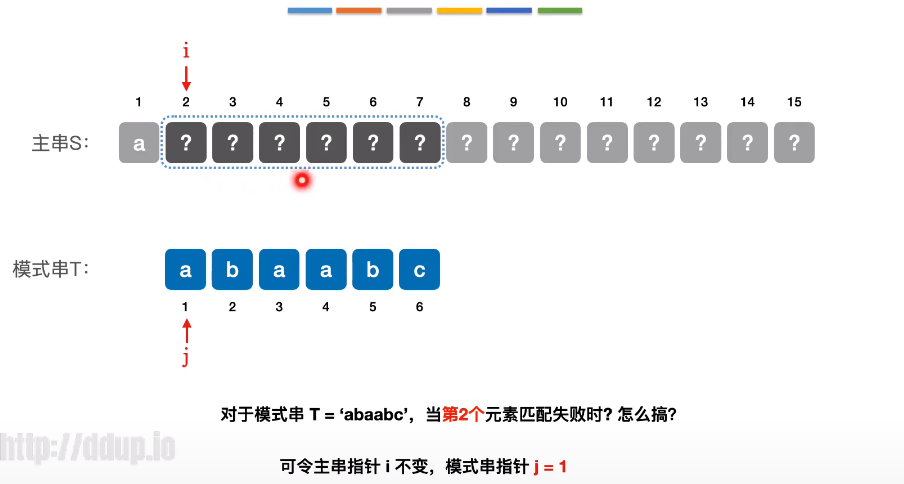 i
1 2 3 4 5 6 7 8 9 10 11 12 13 14 15
主串S： a ? ? ? ? ? ? ? ? ? ? ? ? ? ?
模式串T： a b a a b c
1 2 3 4 5 6
j
对于模式串 T = ‘abaabc’，当第2个元素匹配失败时? 怎么搞?
http://ddup.io
可令主串指针 i 不变，模式串指针 j = 1